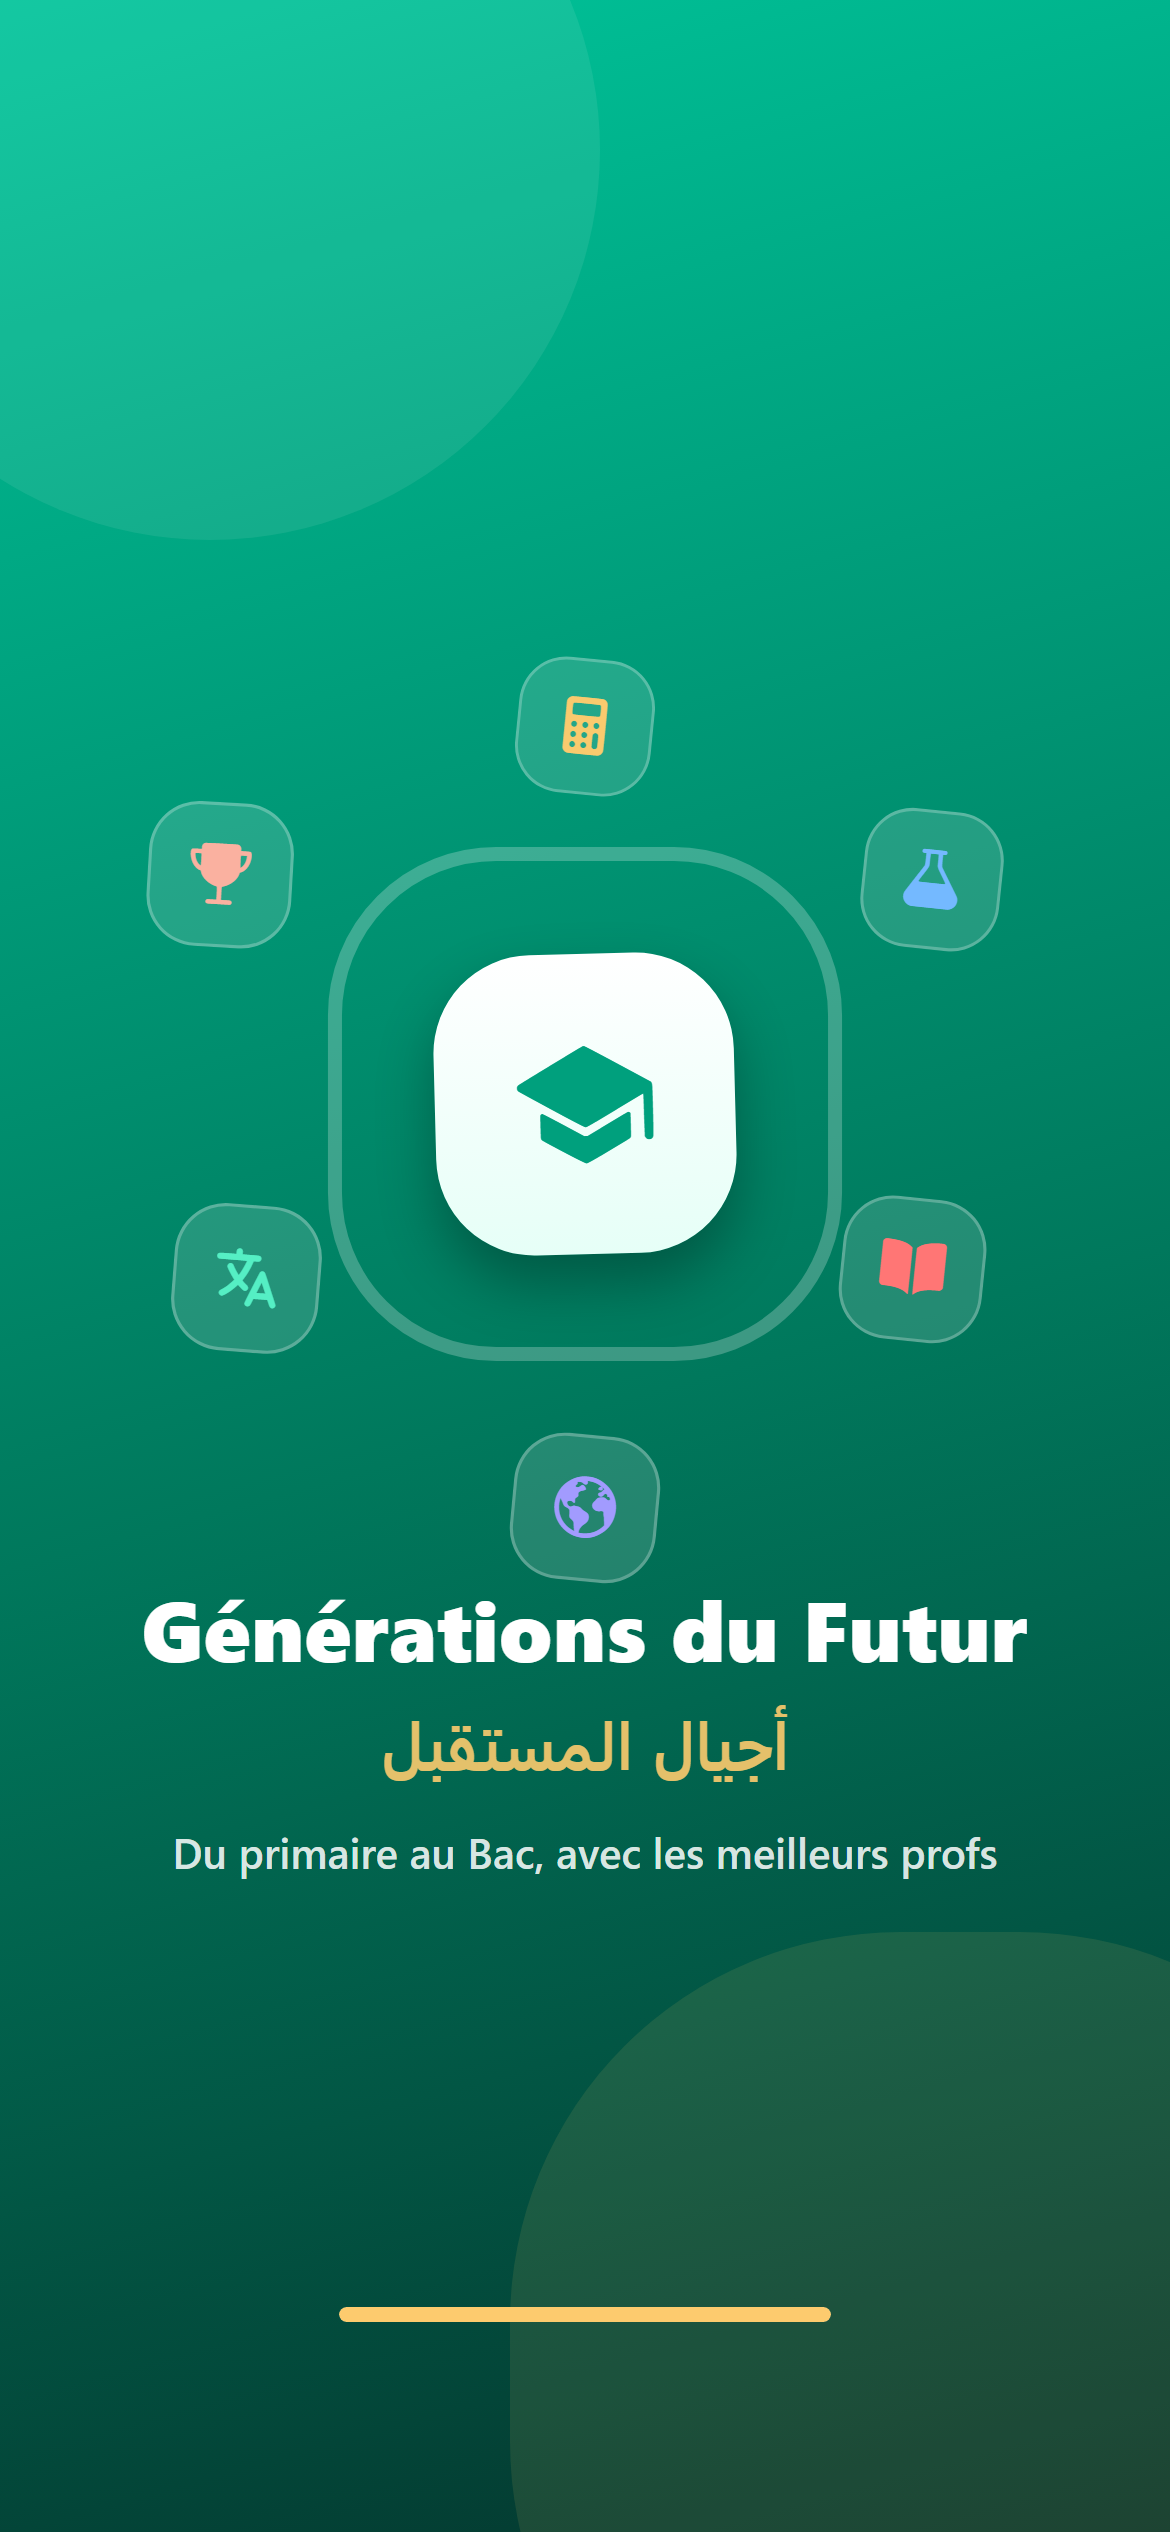 Générations du Futur
أجيال المستقبل
Du primaire au Bac, avec les meilleurs profs